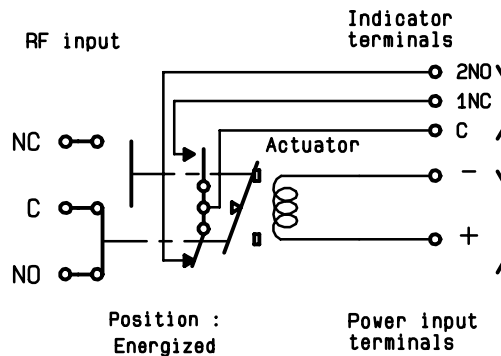 Indicator
RF input
terminals
2NO
1NC
NC
C
Actuator
-
C
+
NO
Position :
Energized
Power input
terminals